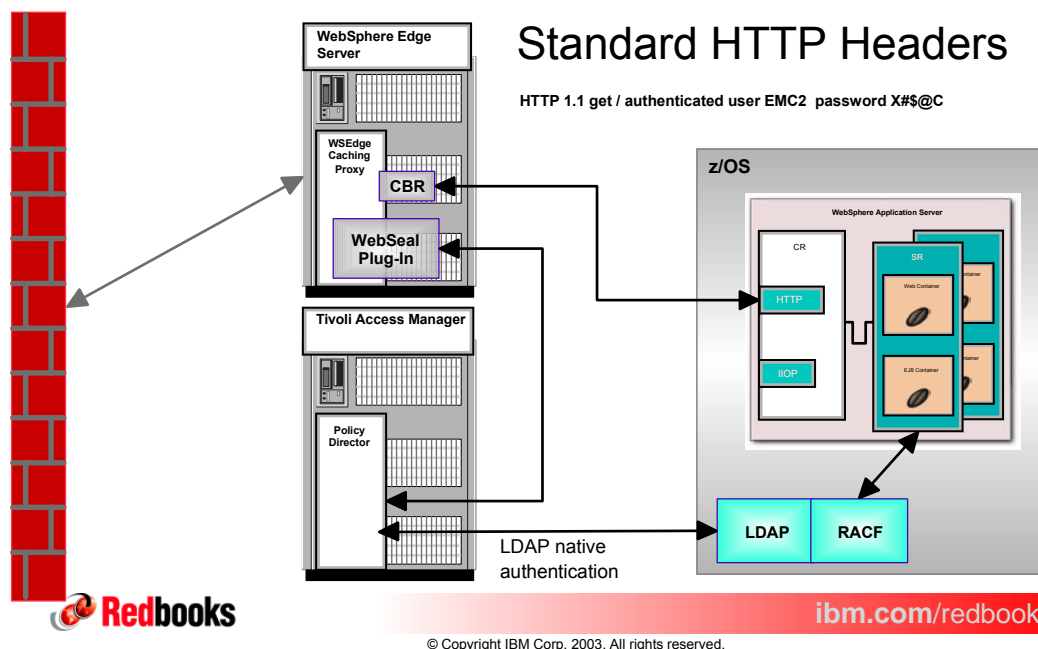 Standard HTTP Headers
HTTP 1.1 get / authenticated user EMC2 password X#$@C
WebSphere Edge
Server
WSEdge
Caching
Proxy
CBR
WebSeal
Plug-In
Tivoli Access Manager
Policy
Director
z/OS
WebSphere Application Server
CR
HTTP
IIOP
SR
Web Container
EJB Container
ntainer
ntainer
LDAP
RACF
LDAP native
authentication
Redbooks
ibm.com/redbook
© Copyright IBM Corp. 2003. All rights reserved.